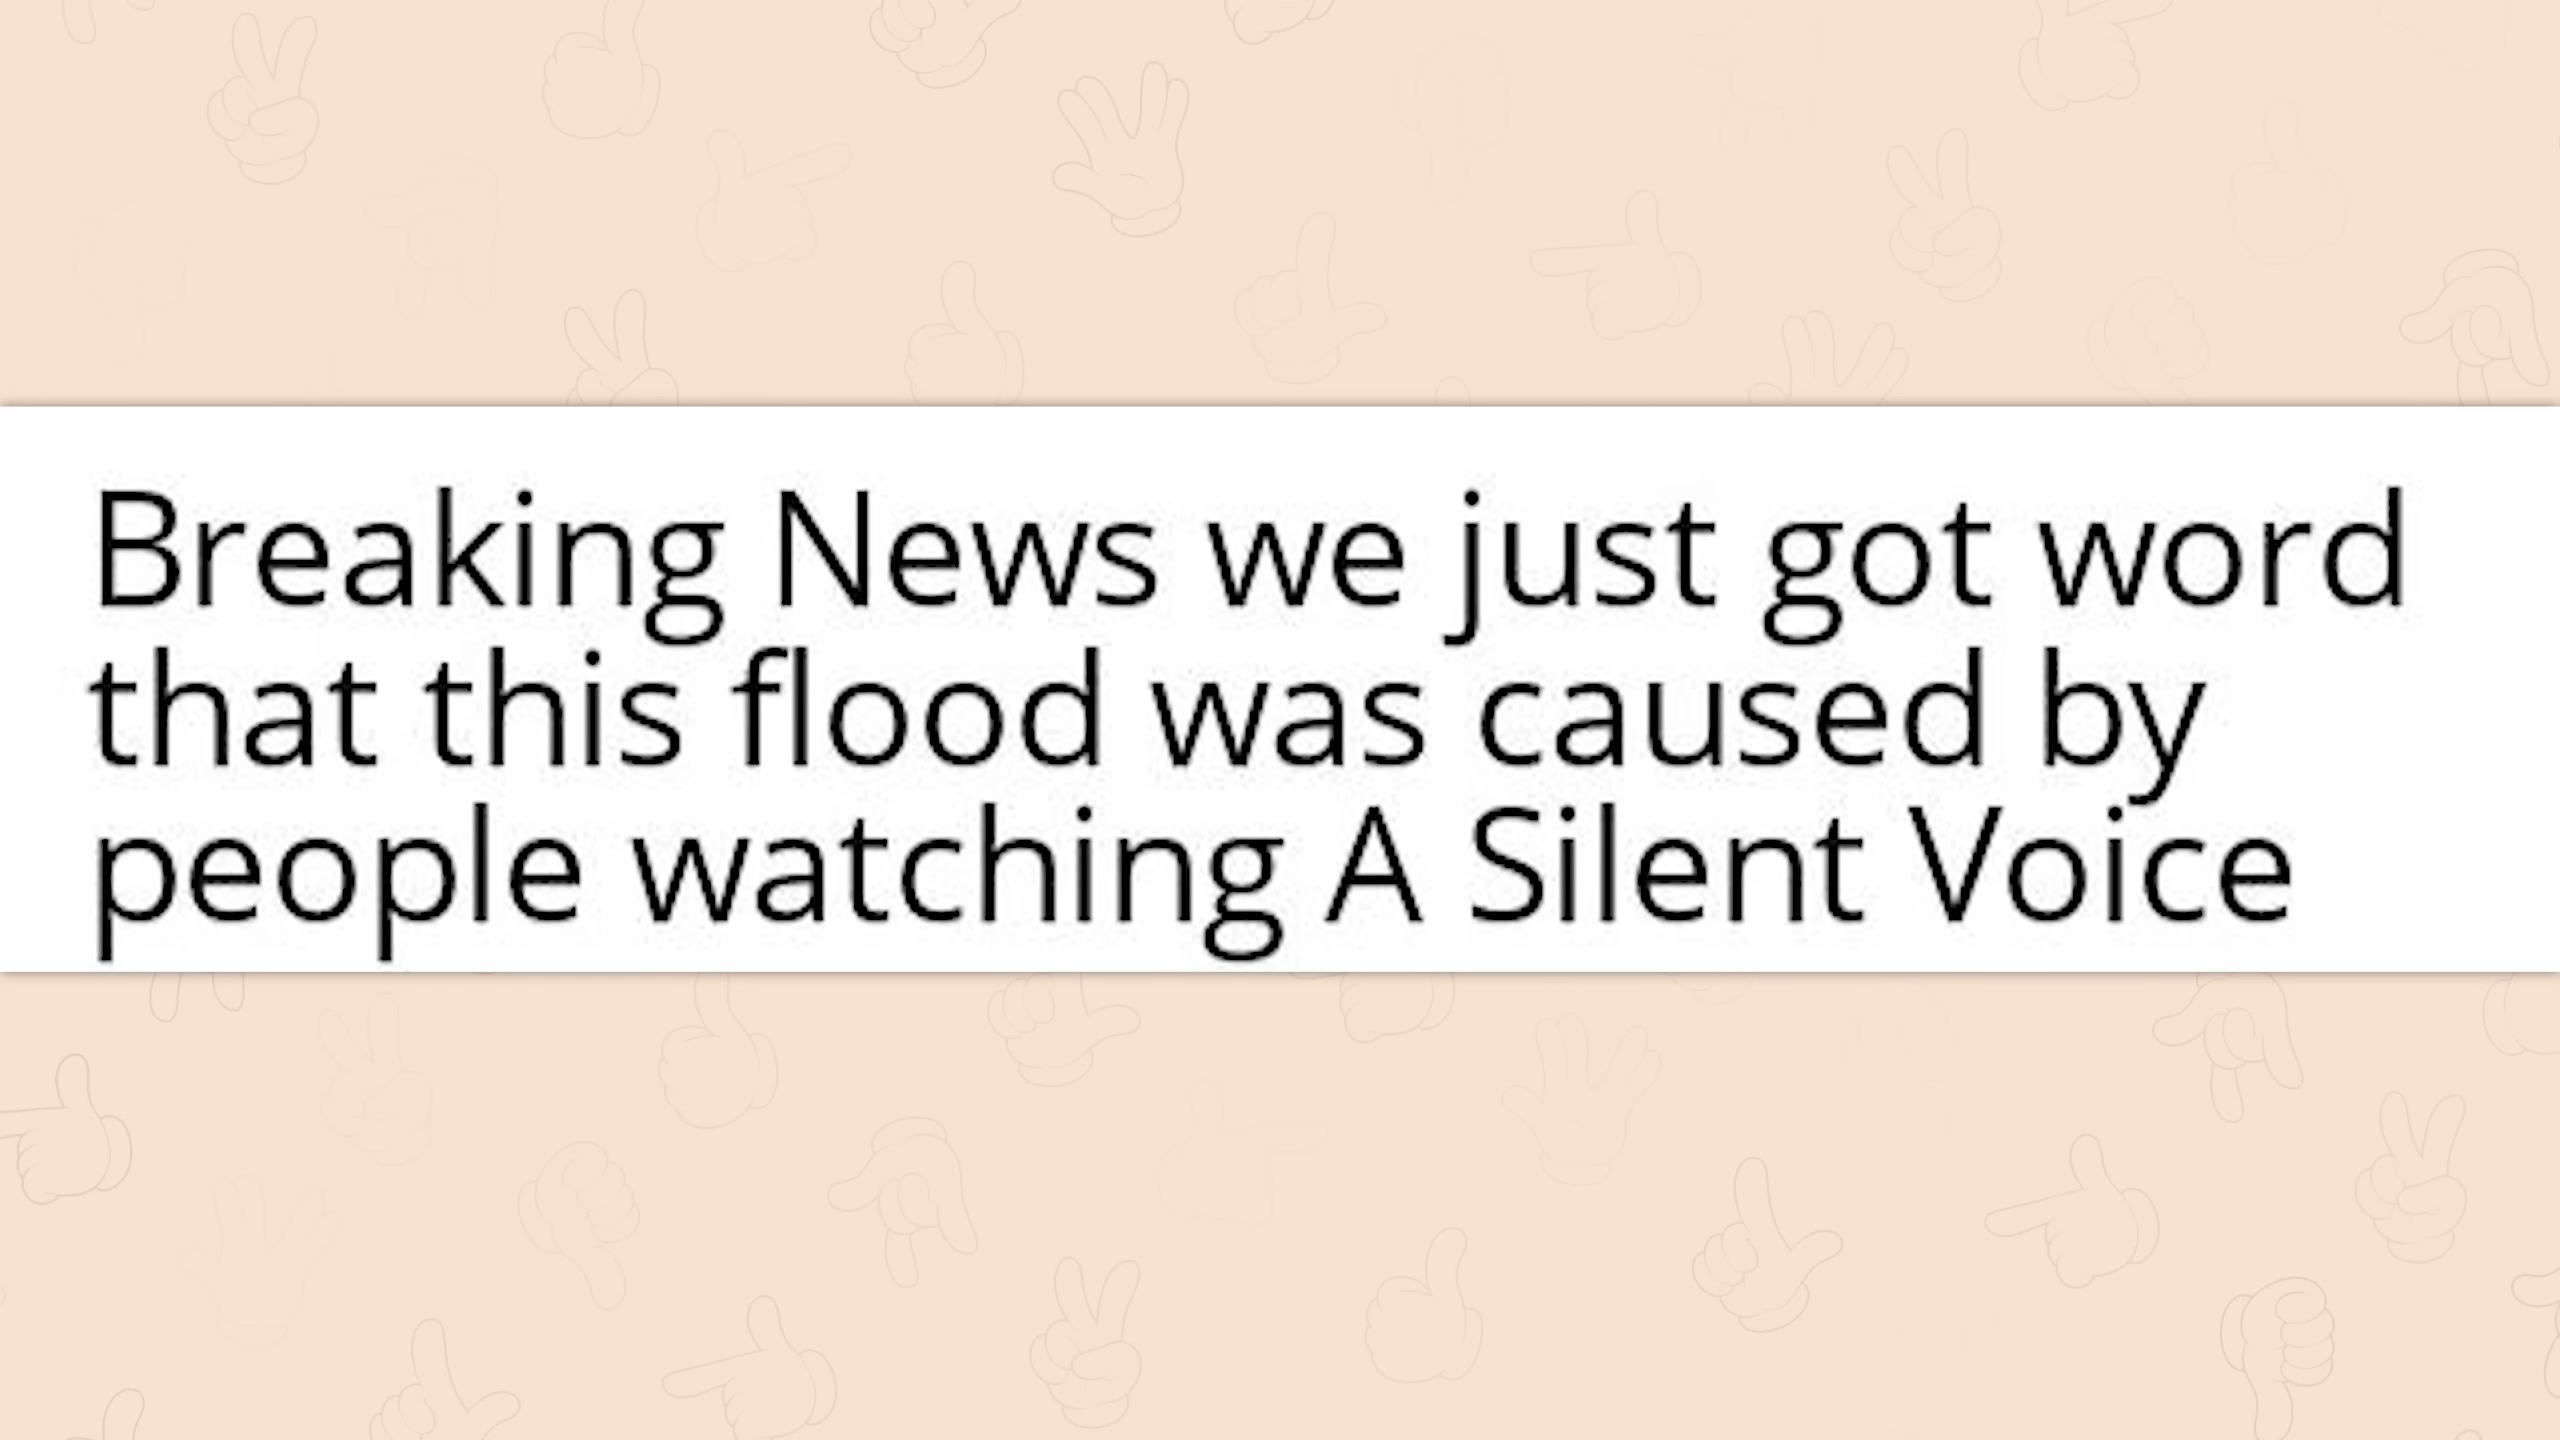 Breaking News we just got word
that this flood was caused by
people watching A Silent Voice